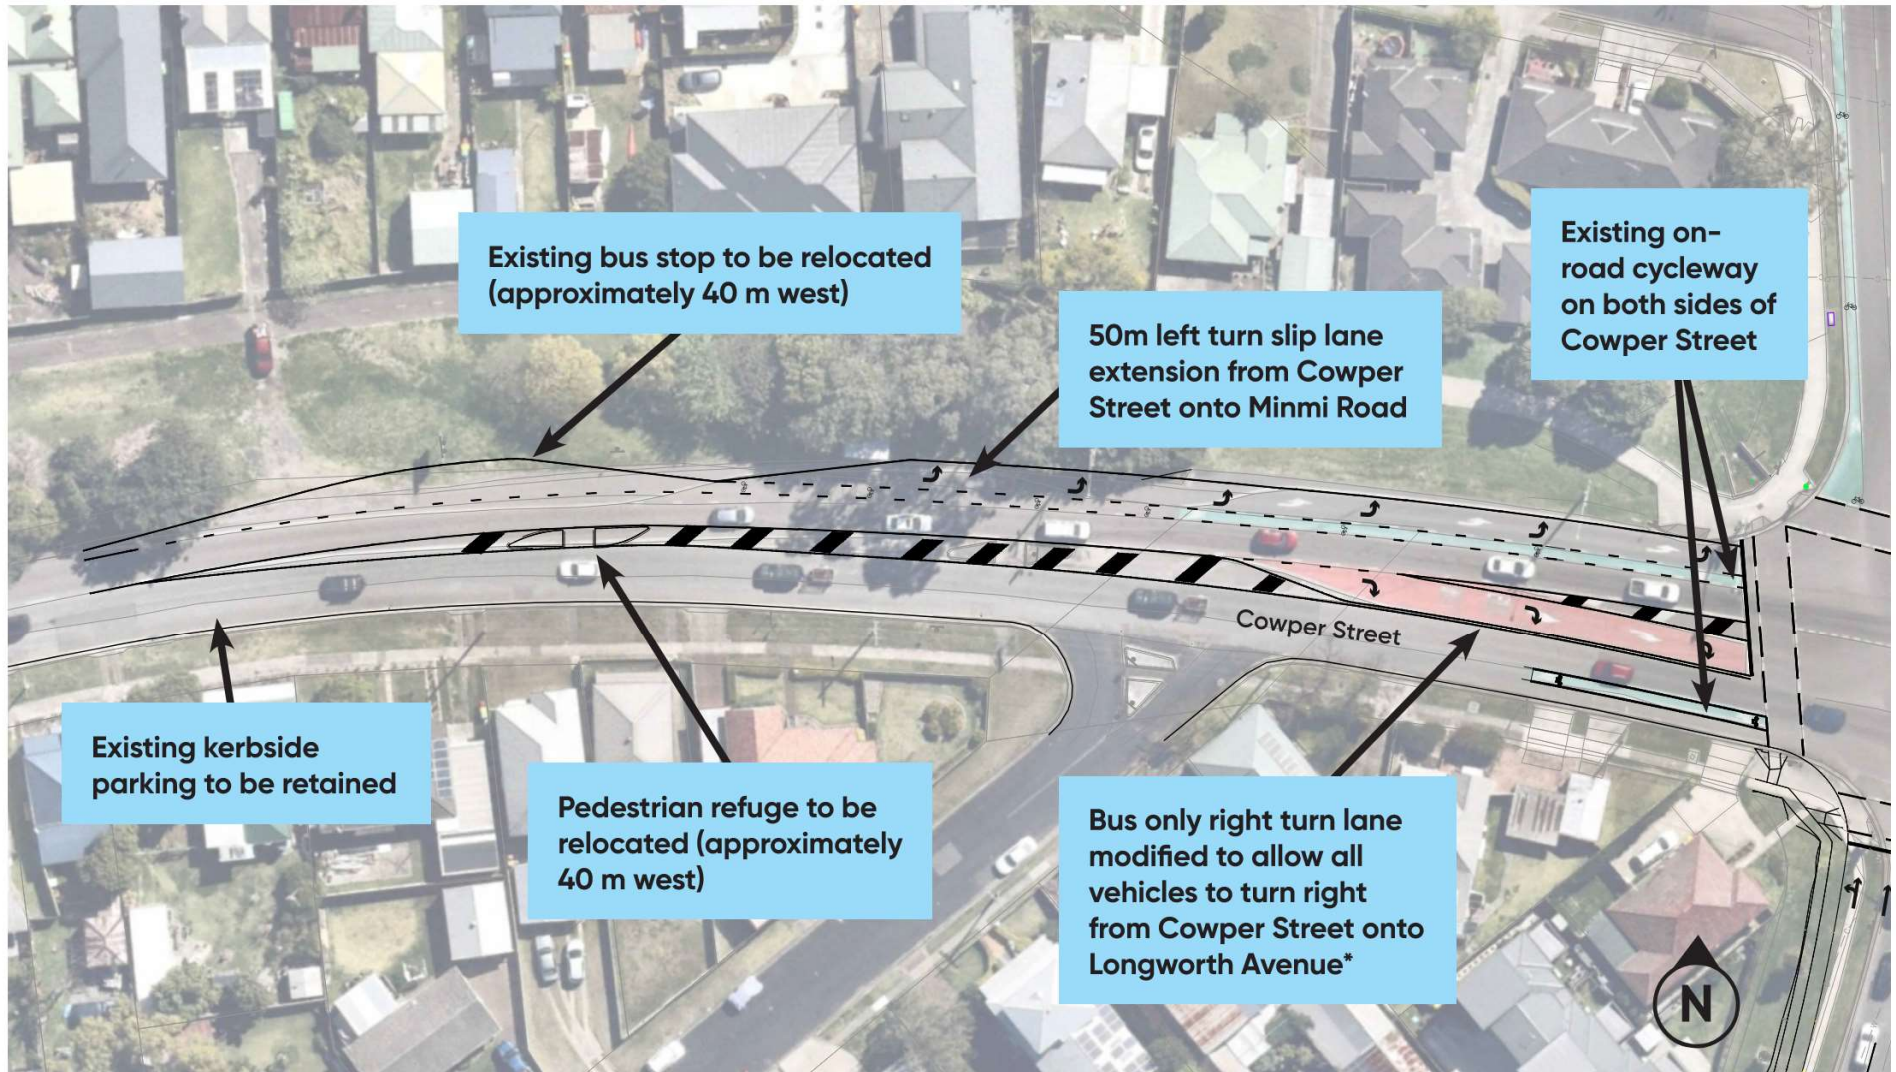 Existing bus stop to be relocated
(approximately 40 m west)
50m left turn slip lane
extension from Cowper
Street onto Minmi Road
Existing on-
road cycleway
on both sides of
Cowper Street
Cowper Street
Existing kerbside
parking to be retained
Pedestrian refuge to be
relocated (approximately
40 m west)
Bus only right turn lane
modified to allow all
vehicles to turn right
from Cowper Street onto
Longworth Avenue*
N